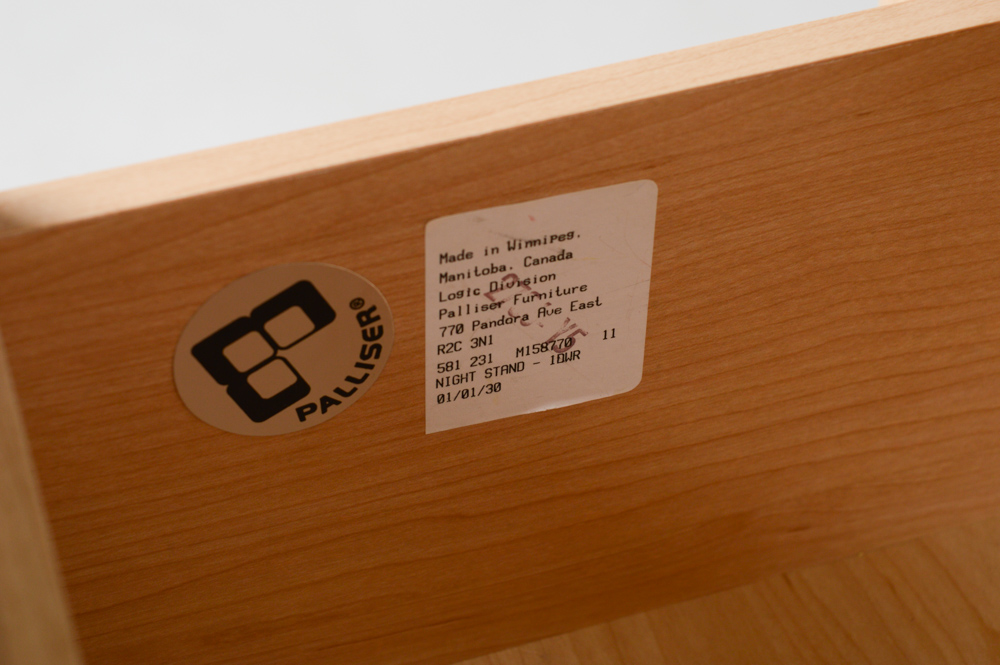 PALLISER®
Made in Winnipeg,
Manitoba, Canada
Logic Division
Palliser Furniture
770 Pandora Ave East
R2C 3N1
581 231 M158770 11
NIGHT STAND - 1DWR
01/01/30